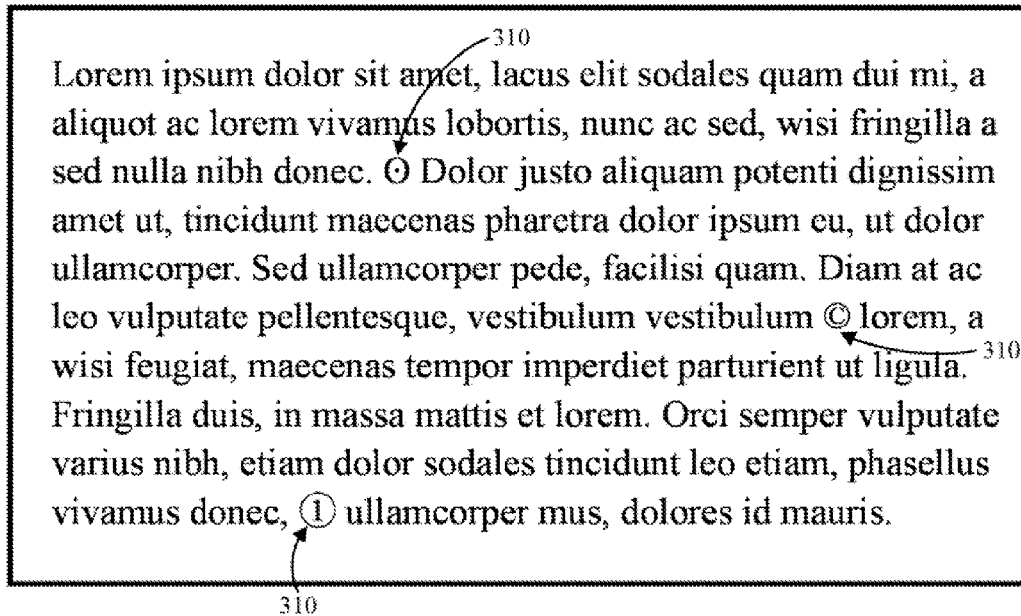 310
Lorem ipsum dolor sit amet, lacus elit sodales quam dui mi, a
aliquot ac lorem vivamus lobortis, nunc ac sed, wisi fringilla a
sed nulla nibh donec. ʘ Dolor justo aliquam potenti dignissim
amet ut, tincidunt maecenas pharetra dolor ipsum eu, ut dolor
ullamcorper. Sed ullamcorper pede, facilisi quam. Diam at ac
leo vulputate pellentesque, vestibulum vestibulum © lorem, a
310
wisi feugiat, maecenas tempor imperdiet parturient ut ligula.
Fringilla duis, in massa mattis et lorem. Orci semper vulputate
varius nibh, etiam dolor sodales tincidunt leo etiam, phasellus
vivamus donec, ① ullamcorper mus, dolores id mauris.
310